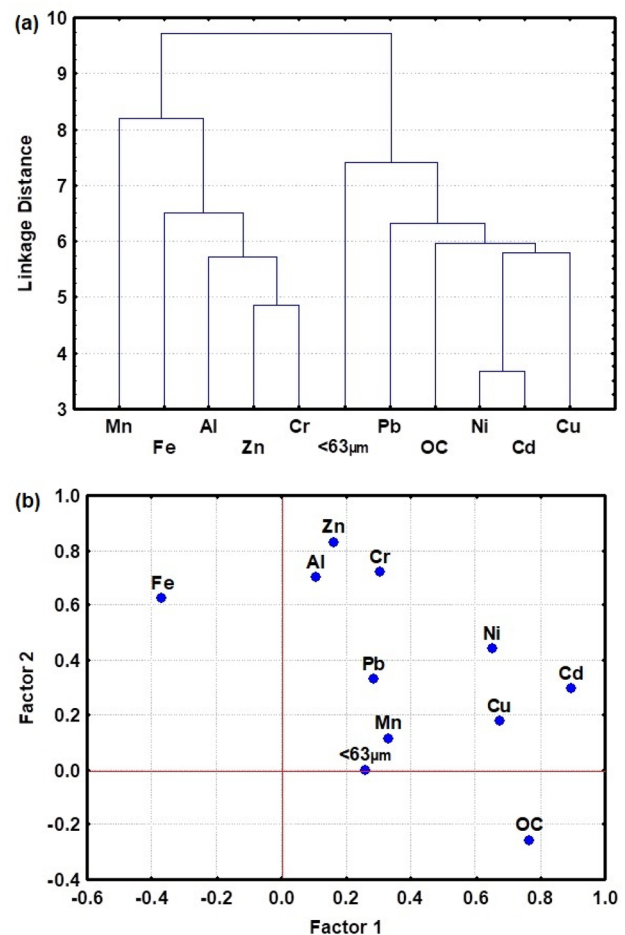 (a)
Linkage Distance
10
9
8
7
6
5
4
3
Mn Al Cr Pb Ni Cu
Fe Zn <63µm OC Cd
(b)
Factor 2
1.0
0.8
0.6
0.4
0.2
0.0
-0.2
-0.4
Zn
Al Cr
Fe
Ni
Pb
Cd
Cu
Mn
<63µm
OC
-0.6 -0.4 -0.2 0.0 0.2 0.4 0.6 0.8 1.0
Factor 1